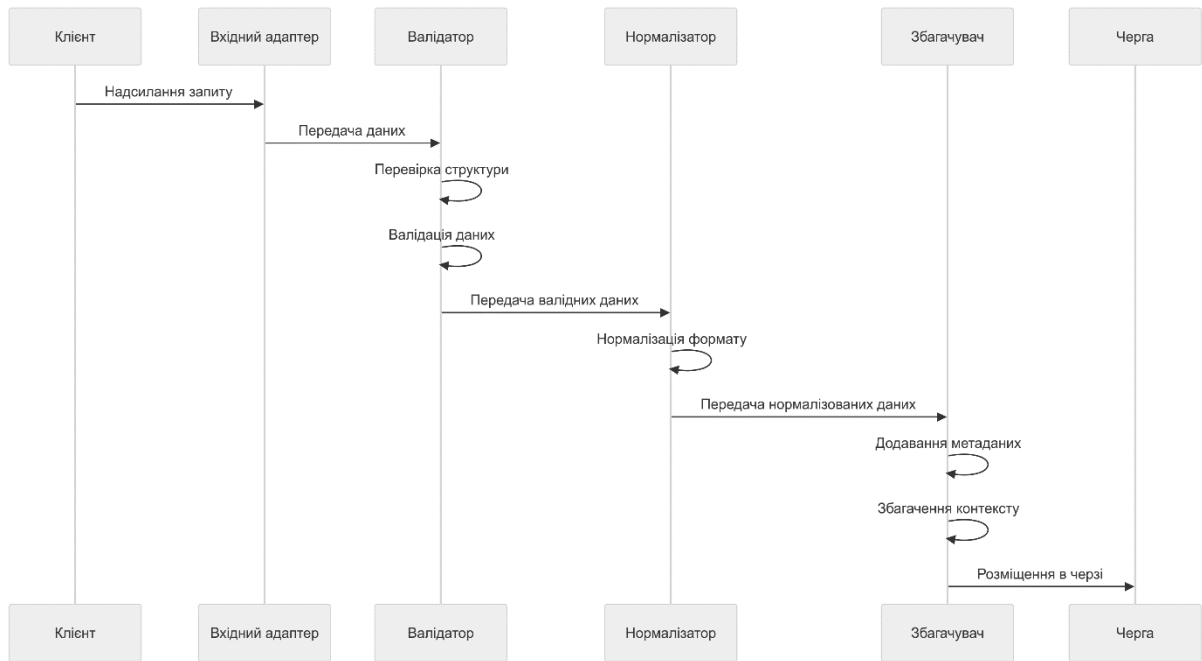 Клієнт
Вхідний адаптер
Валідатор
Нормалізатор
Збагачувач
Черга
Надсилання запиту
Передача даних
Перевірка структури
Валідація даних
Передача валідних даних
Нормалізація формату
Передача нормалізованих даних
Додавання метаданих
Збагачення контексту
Розміщення в черзі
Клієнт
Вхідний адаптер
Валідатор
Нормалізатор
Збагачувач
Черга